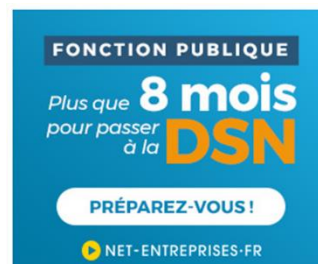 FONCTION PUBLIQUE
Plus que 8 mois
pour passer
à la DSN
PRÉPAREZ-VOUS !
NET-ENTREPRISES·FR